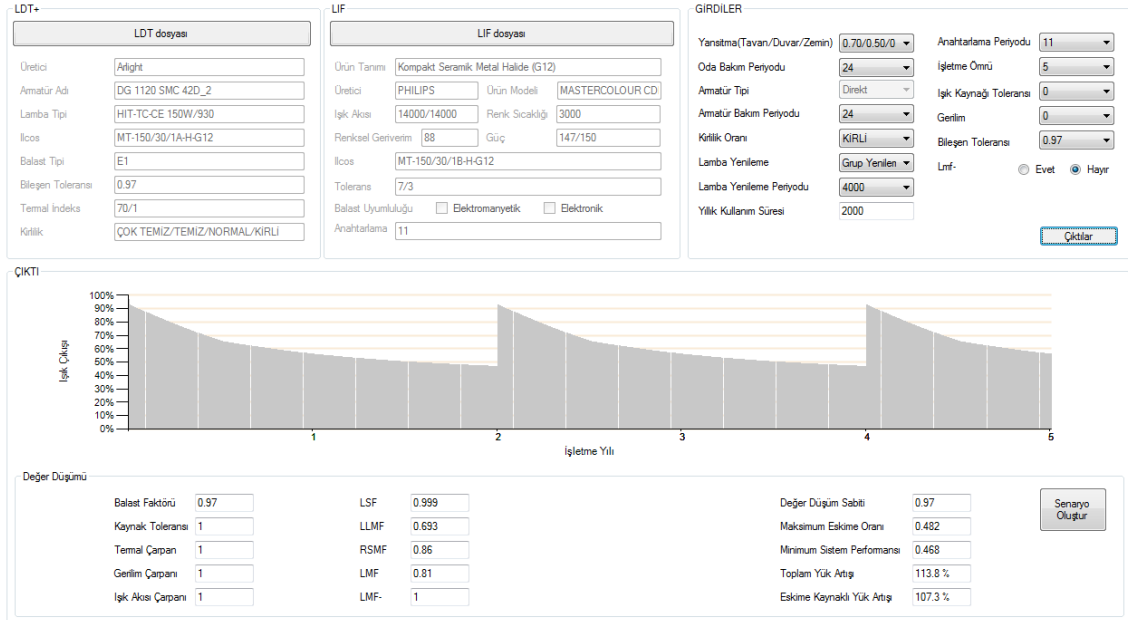 LDT+
LDT dosyası
Üretici Arlight
Armatür Adı DG 1120 SMC 42D_2
Lamba Tipi HIT-TC-CE 150W/930
Ilcos MT-150/30/1A-H-G12
Balast Tipi E1
Bileşen Toleransı 0.97
Termal İndeks 70/1
Kirlilik ÇOK TEMİZ/TEMİZ/NORMAL/KİRLİ
LIF
LIF dosyası
Ürün Tanımı Kompakt Seramik Metal Halide (G12)
Üretici PHILIPS Ürün Modeli MASTERCOLOUR CD
Işık Akısı 14000/14000 Renk Sıcaklığı 3000
Renksel Geriverim 88 Güç 147/150
Ilcos MT-150/30/1B-H-G12
Tolerans 7/3
Balast Uyumluluğu Elektromanyetik Elektronik
Anahtarlama 11
GİRDİLER
Yansıtma(Tavan/Duvar/Zemin) 0.70/0.50/0
Oda Bakım Periyodu 24
Armatür Tipi Direkt
Armatür Bakım Periyodu 24
Kirlilik Oranı KİRLİ
Lamba Yenileme Grup Yenilen
Lamba Yenileme Periyodu 4000
Yıllık Kullanım Süresi 2000
Anahtarlama Periyodu 11
İşletme Ömrü 5
Işık Kaynağı Toleransı 0
Gerilim 0
Bileşen Toleransı 0.97
Lmf- Evet Hayır
Çıktılar
ÇIKTI
100%
90%
80%
70%
60%
50%
40%
30%
20%
10%
0%
Işık Çıkışı
1 2 3 4 5
İşletme Yılı
Değer Düşümü
Balast Faktörü 0.97
Kaynak Toleransı 1
Termal Çarpan 1
Gerilim Çarpanı 1
Işık Akısı Çarpanı 1
LSF 0.999
LLMF 0.693
RSMF 0.86
LMF 0.81
LMF- 1
Değer Düşüm Sabiti 0.97
Maksimum Eskime Oranı 0.482
Minimum Sistem Performansı 0.468
Toplam Yük Artışı 113.8 %
Eskime Kaynaklı Yük Artışı 107.3 %
Senaryo
Oluştur